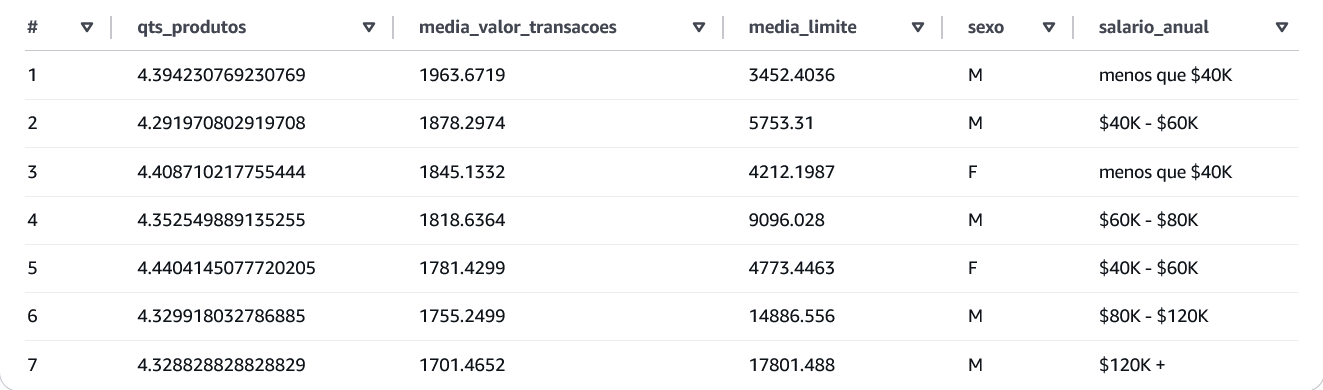 # qts_produtos media_valor_transacoes media_limite sexo salario_anual
1 4.394230769230769 1963.6719 3452.4036 M menos que $40K
2 4.291970802919708 1878.2974 5753.31 M $40K - $60K
3 4.408710217755444 1845.1332 4212.1987 F menos que $40K
4 4.352549889135255 1818.6364 9096.028 M $60K - $80K
5 4.4404145077720205 1781.4299 4773.4463 F $40K - $60K
6 4.329918032786885 1755.2499 14886.556 M $80K - $120K
7 4.328828828828829 1701.4652 17801.488 M $120K +